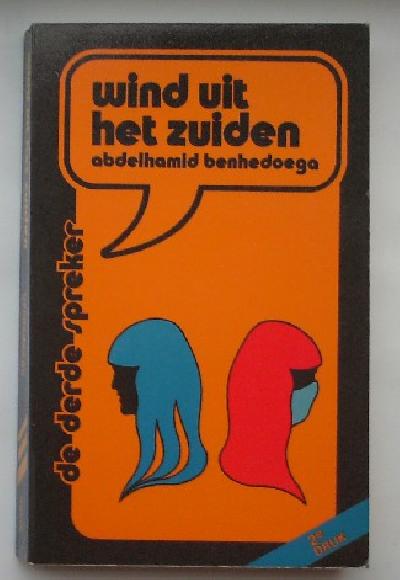 wind uit
het zuiden
abdelhamid benhedoega
de derde spreker
2e
DRUK